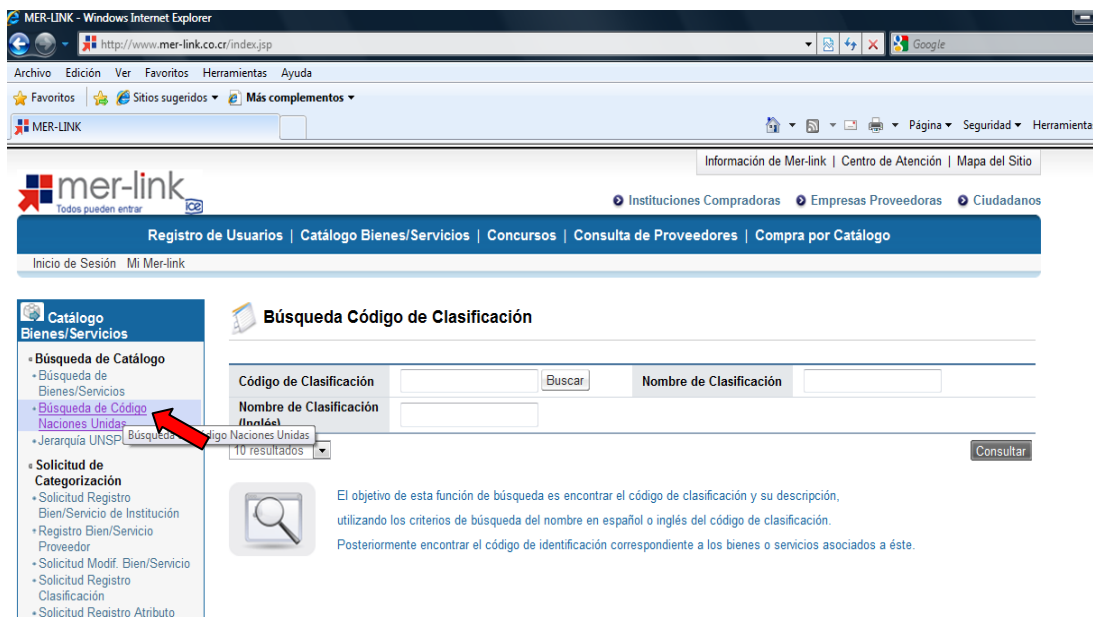 MER-LINK - Windows Internet Explorer
http://www.mer-link.co.cr/index.jsp
Google
Archivo Edición Ver Favoritos Herramientas Ayuda
Favoritos Sitios sugeridos Más complementos
MER-LINK Página Seguridad Herramienta
Información de Mer-link | Centro de Atención | Mapa del Sitio
mer-link
Todos pueden entrar ice
Instituciones Compradoras Empresas Proveedoras Ciudadanos
Registro de Usuarios | Catálogo Bienes/Servicios | Concursos | Consulta de Proveedores | Compra por Catálogo
Inicio de Sesión Mi Mer-link
Catálogo
Bienes/Servicios
Búsqueda de Catálogo
Búsqueda de
Bienes/Servicios
Búsqueda de Código
Naciones Unidas
Jerarquía UNSP
Búsqueda digo Naciones Unidas
Solicitud de
Categorización
Solicitud Registro
Bien/Servicio de Institución
Registro Bien/Servicio
Proveedor
Solicitud Modif. Bien/Servicio
Solicitud Registro
Clasificación
Solicitud Registro Atributo
Búsqueda Código de Clasificación
Código de Clasificación Buscar Nombre de Clasificación
Nombre de Clasificación
(Inglés)
10 resultados Consultar
El objetivo de esta función de búsqueda es encontrar el código de clasificación y su descripción,
utilizando los criterios de búsqueda del nombre en español o inglés del código de clasificación.
Posteriormente encontrar el código de identificación correspondiente a los bienes o servicios asociados a éste.